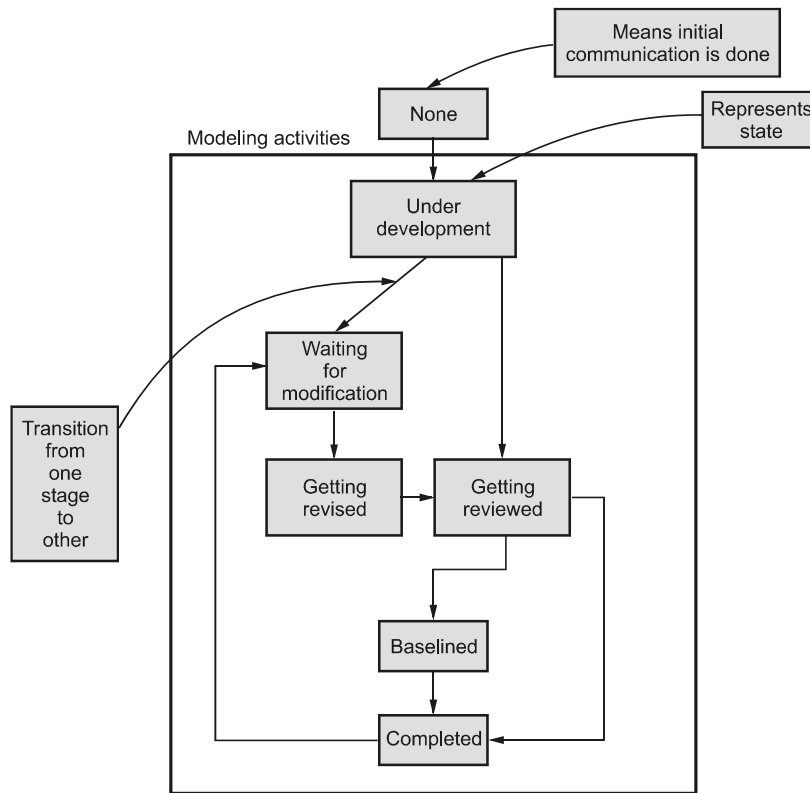 Means initial
communication is done
None
Represents
state
Modeling activities
Under
development
Waiting
for
modification
Transition
from
one
stage
to
other
Getting
revised
Getting
reviewed
Baselined
Completed